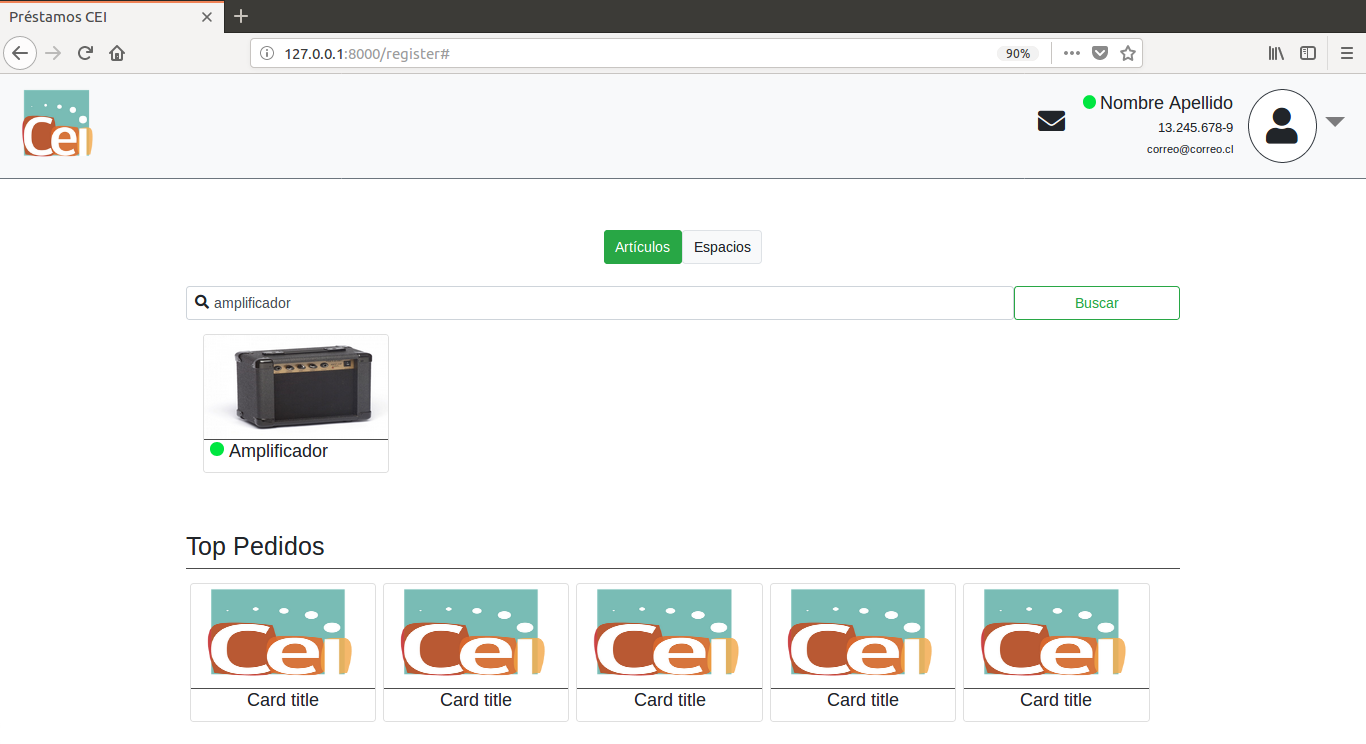 Préstamos CEI
127.0.0.1:8000/register#
90%
Cei
Nombre Apellido
13.245.678-9
correo@correo.cl
Artículos Espacios
amplificador Buscar
Amplificador
Top Pedidos
Cei Cei Cei Cei Cei
Card title Card title Card title Card title Card title